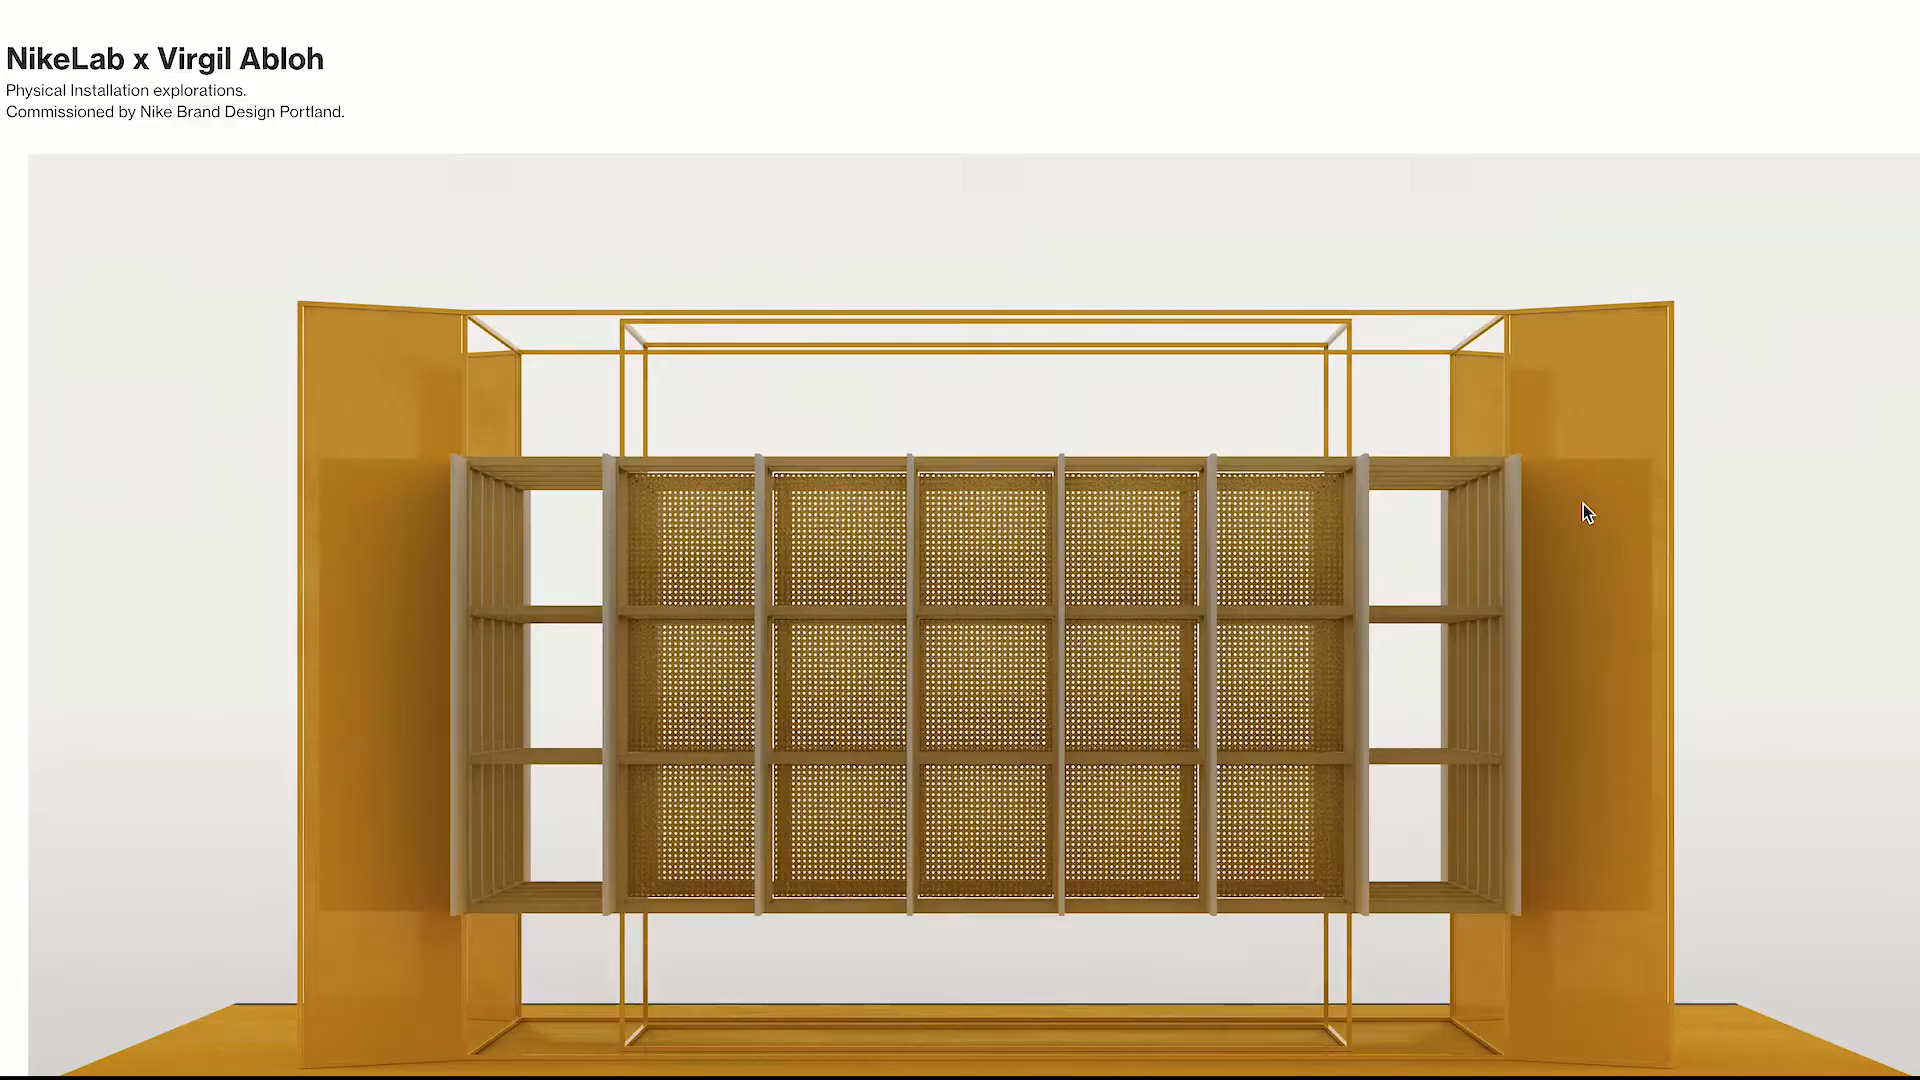 NikeLab x Virgil Abloh
Physical Installation explorations.
Commissioned by Nike Brand Design Portland.